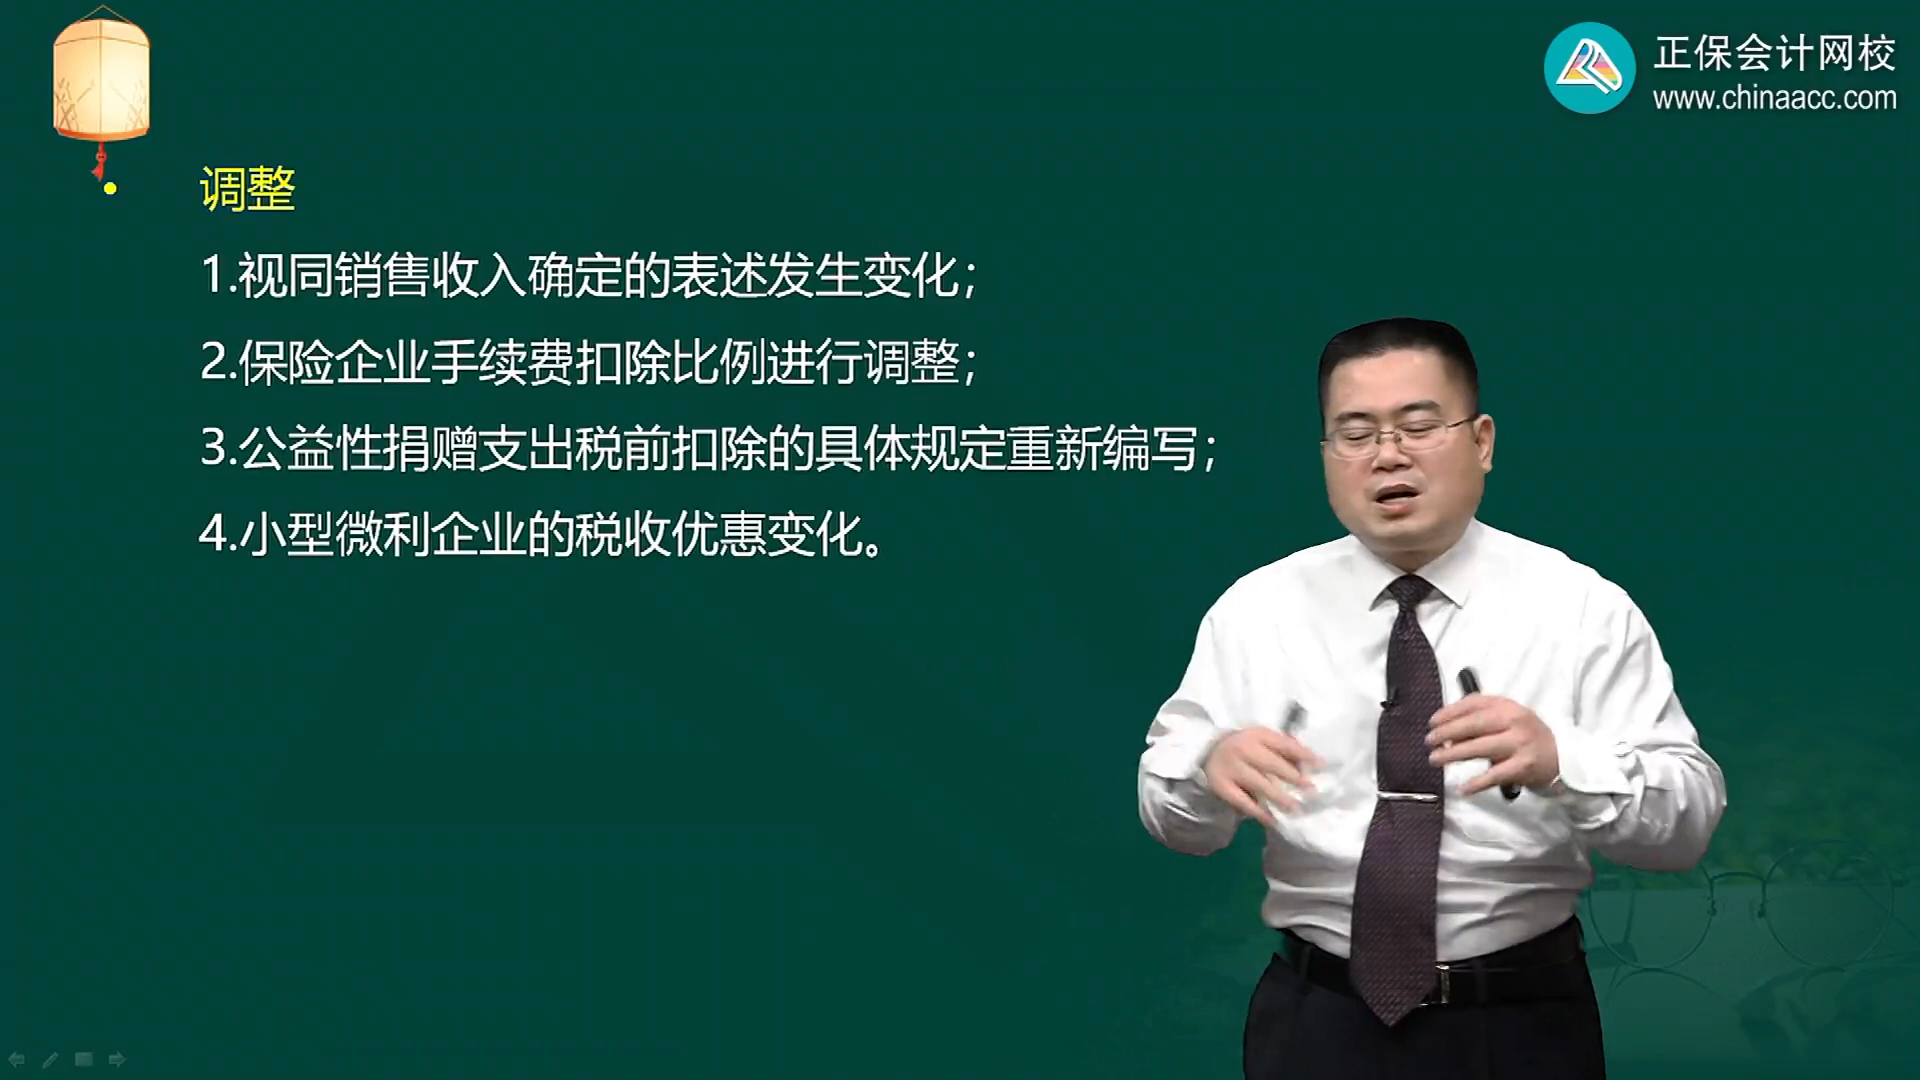 正保会计网校
www.chinaacc.com
• 调整
1.视同销售收入确定的表述发生变化；
2.保险企业手续费扣除比例进行调整；
3.公益性捐赠支出税前扣除的具体规定重新编写；
4.小型微利企业的税收优惠变化。